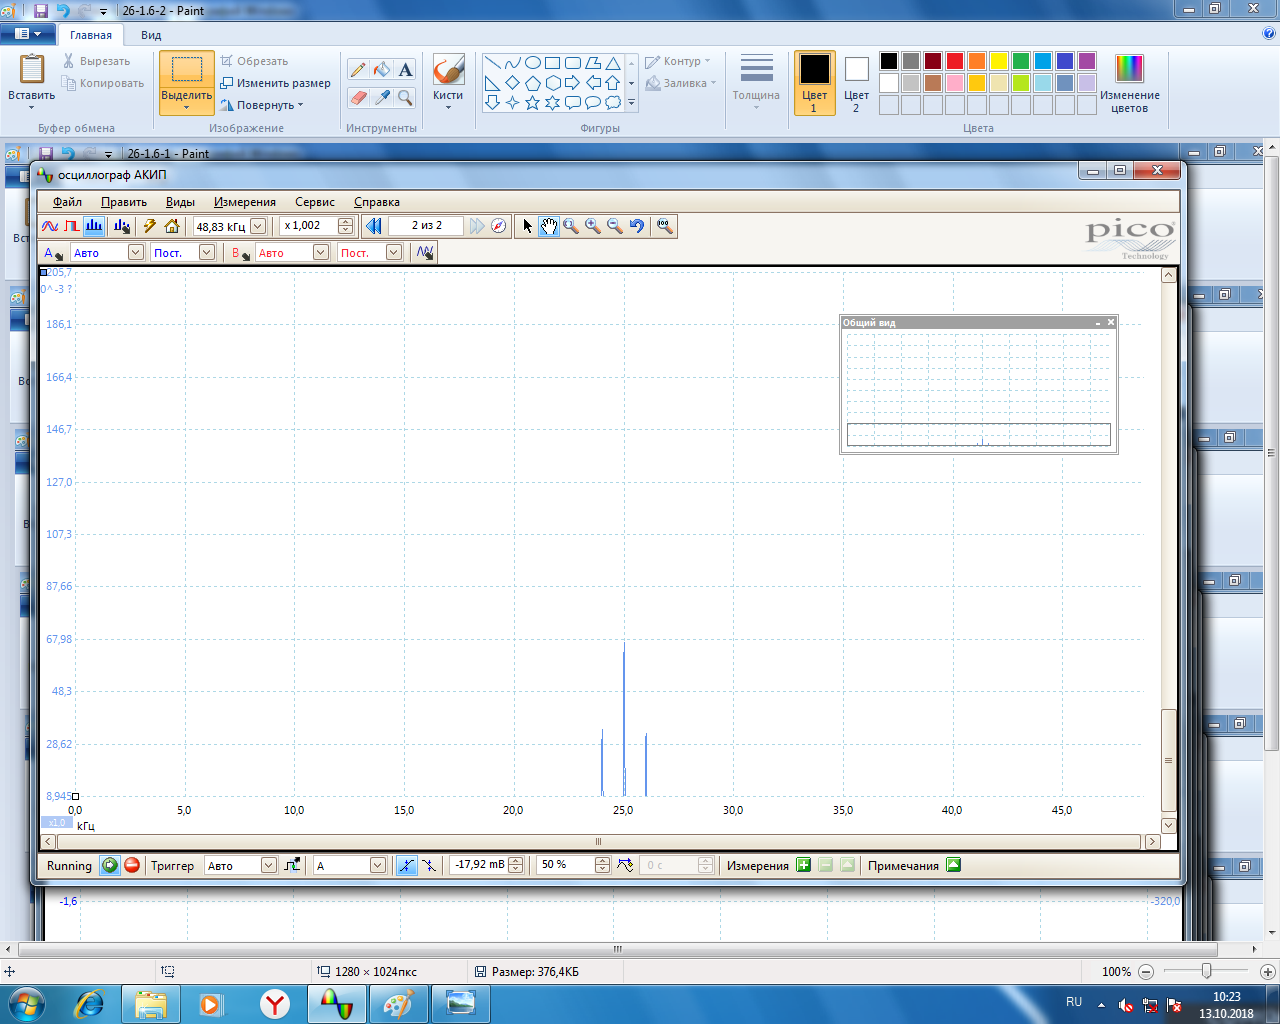 26-1.6-2 - Paint
Главная Вид
Вставить
Вырезать
Копировать
Буфер обмена
Выделить
Обрезать
Изменить размер
Повернуть
Изображение
Инструменты
Кисти
Контур
Заливка
Фигуры
Толщина
Цвет 1
Цвет 2
Изменение цветов
Цвета
26-1.6-1 - Paint
осциллограф АКИП
Файл Править Виды Измерения Сервис Справка
48,83 кГц x 1,002 2 из 2
pico
Technology
A Авто Пост. B Авто Пост.
205,7
0^-3 ?
186,1
166,4
146,7
127,0
107,3
87,66
67,98
48,3
28,62
8,945
Общий вид
0,0 5,0 10,0 15,0 20,0 25,0 30,0 35,0 40,0 45,0
x1,0 кГц
Running Триггер Авто A -17,92 mB 50 % 0 с Измерения Примечания
-1,6 -320,0
1280 × 1024пкс Размер: 376,4КБ 100%
RU 10:23
13.10.2018